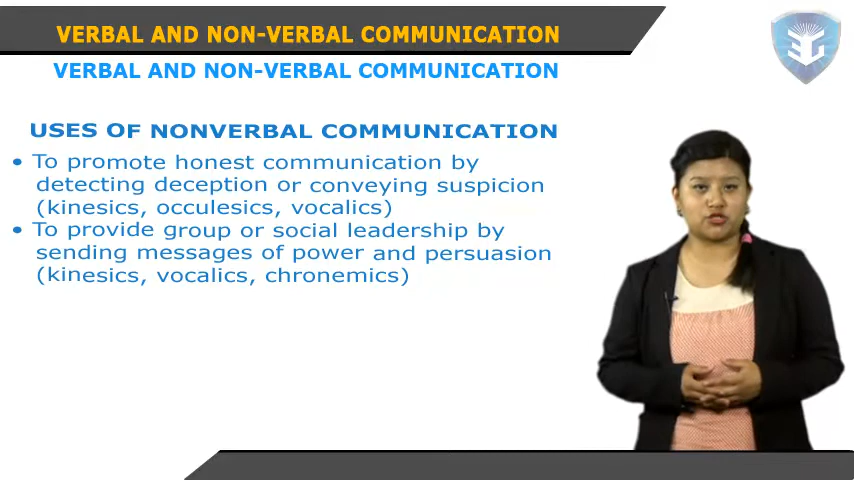 VERBAL AND NON-VERBAL COMMUNICATION
VERBAL AND NON-VERBAL COMMUNICATION
USES OF NONVERBAL COMMUNICATION
• To promote honest communication by
detecting deception or conveying suspicion
(kinesics, occulesics, vocalics)
• To provide group or social leadership by
sending messages of power and persuasion
(kinesics, vocalics, chronemics)